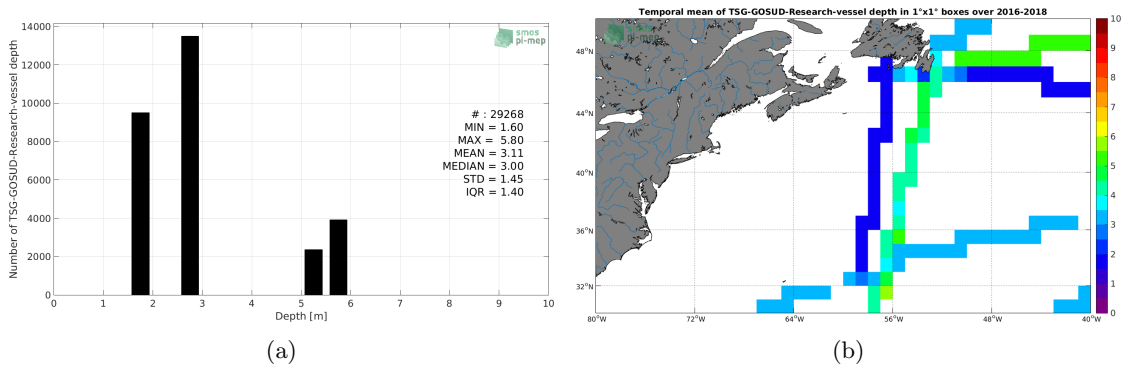 14000
12000
10000
8000
6000
4000
2000
0
Number of TSG-GOSUD-Research-vessel depth
smos
pi-mep
# : 29268
MIN = 1.60
MAX = 5.80
MEAN = 3.11
MEDIAN = 3.00
STD = 1.45
IQR = 1.40
0 1 2 3 4 5 6 7 8 9 10
Depth [m]
(a)
Temporal mean of TSG-GOSUD-Research-vessel depth in 1°x1° boxes over 2016-2018
smos
pi-mep
48°N
44°N
40°N
36°N
32°N
80°W 72°W 64°W 56°W 48°W 40°W
10
9
8
7
6
5
4
3
2
1
0
(b)